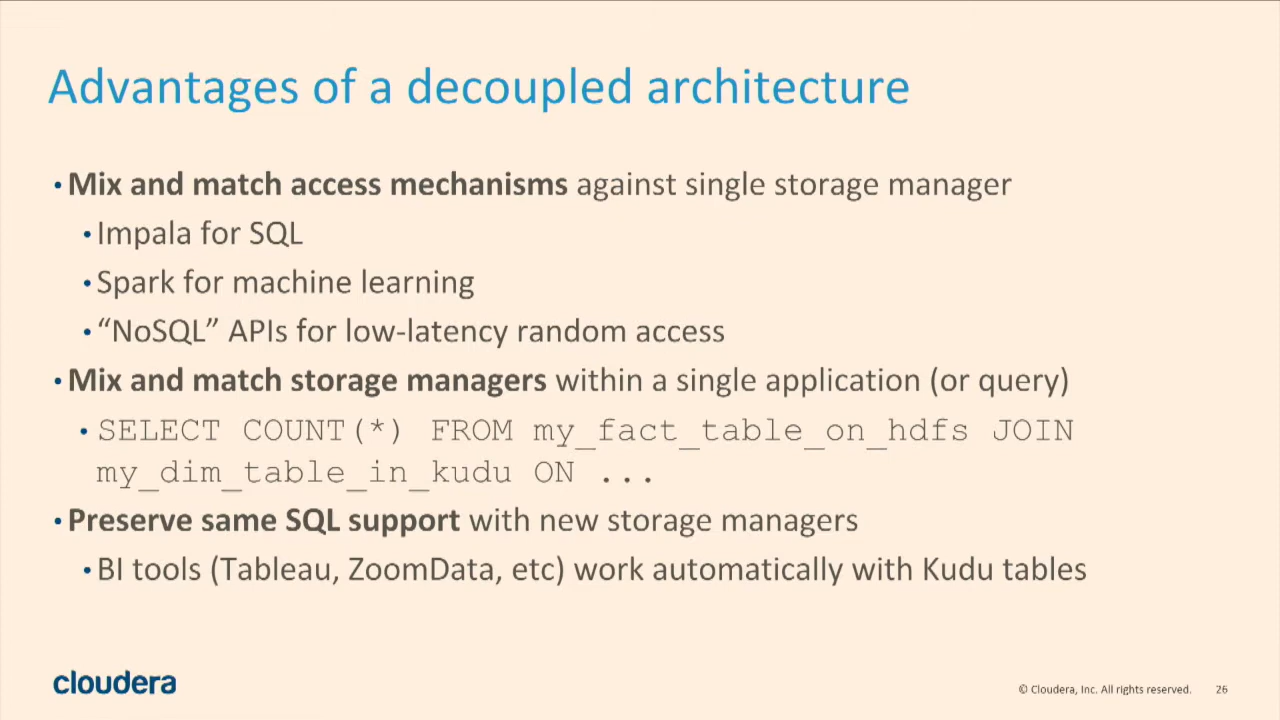 Advantages of a decoupled architecture
• Mix and match access mechanisms against single storage manager
• Impala for SQL
• Spark for machine learning
• “NoSQL” APIs for low-latency random access
• Mix and match storage managers within a single application (or query)
• SELECT COUNT(*) FROM my_fact_table_on_hdfs JOIN
my_dim_table_in_kudu ON ...
• Preserve same SQL support with new storage managers
• BI tools (Tableau, ZoomData, etc) work automatically with Kudu tables
cloudera
© Cloudera, Inc. All rights reserved. 26